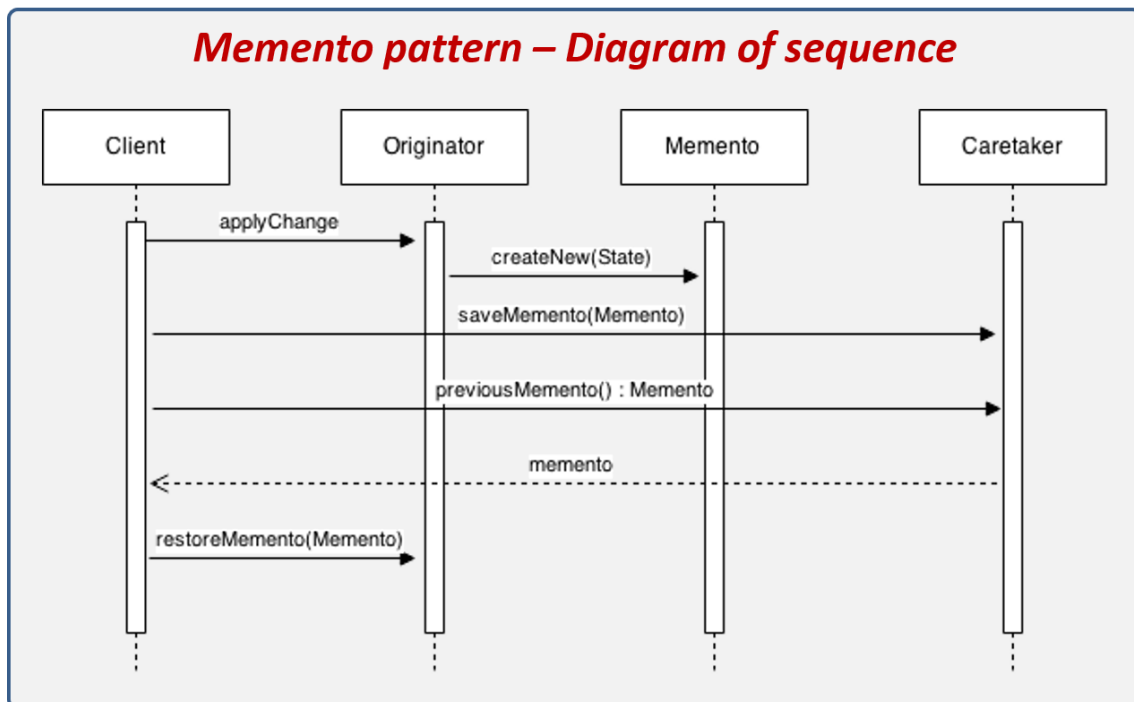 Memento pattern – Diagram of sequence
Client
Originator
Memento
Caretaker
applyChange
createNew(State)
saveMemento(Memento)
previousMemento() : Memento
memento
restoreMemento(Memento)